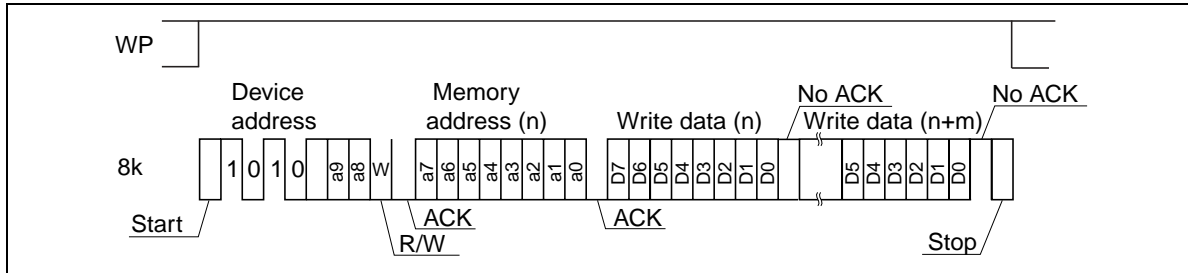 WP
Device
address
Memory
address (n)
Write data (n)
No ACK
Write data (n+m)
No ACK
8k
1 0 1 0 a9 a8 W a7 a6 a5 a4 a3 a2 a1 a0 D7 D6 D5 D4 D3 D2 D1 D0 D5 D4 D3 D2 D1 D0
Start
R/W
ACK
ACK
Stop